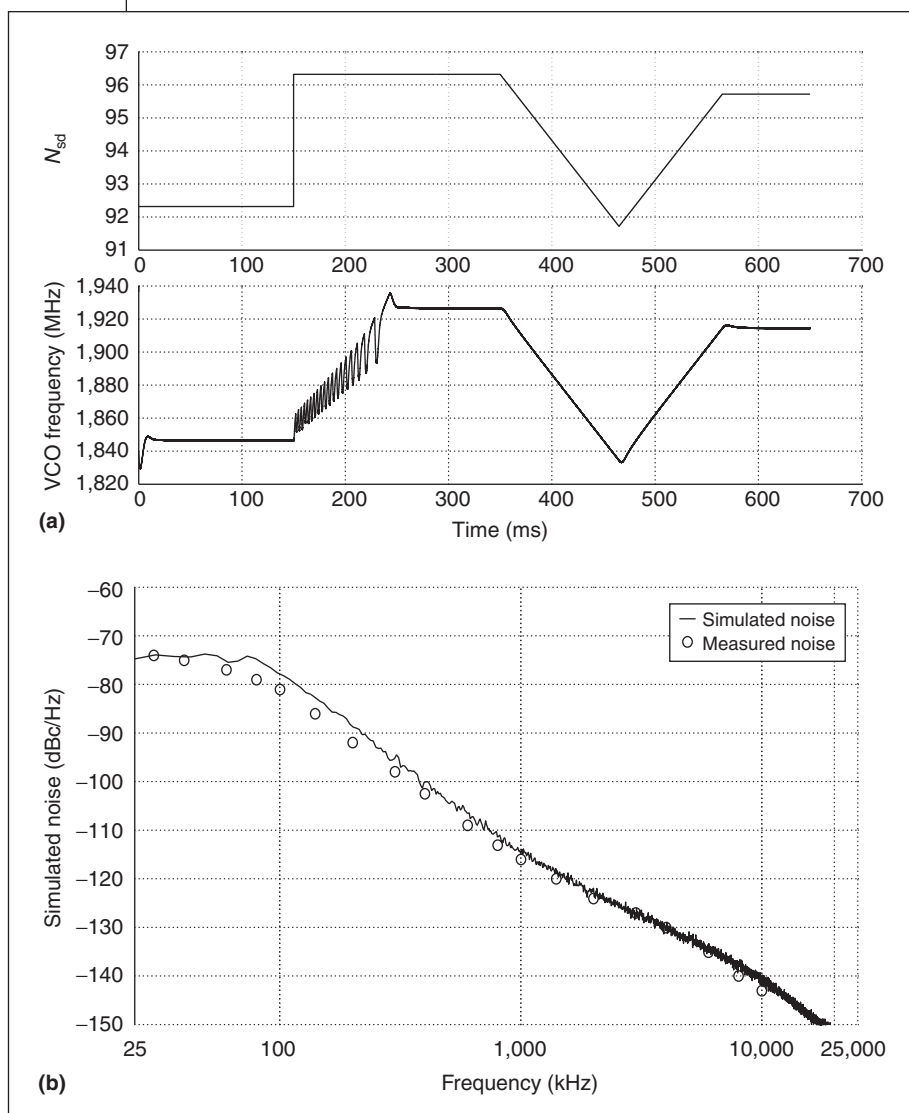 97
96
95
94
93
92
91
N_sd
0 100 200 300 400 500 600 700
1,940
1,920
1,900
1,880
1,860
1,840
1,820
VCO frequency (MHz)
0 100 200 300 400 500 600 700
Time (ms)
(a)
–60
–70
–80
–90
–100
–110
–120
–130
–140
–150
Simulated noise (dBc/Hz)
Simulated noise
Measured noise
25 100 1,000 10,000 25,000
Frequency (kHz)
(b)